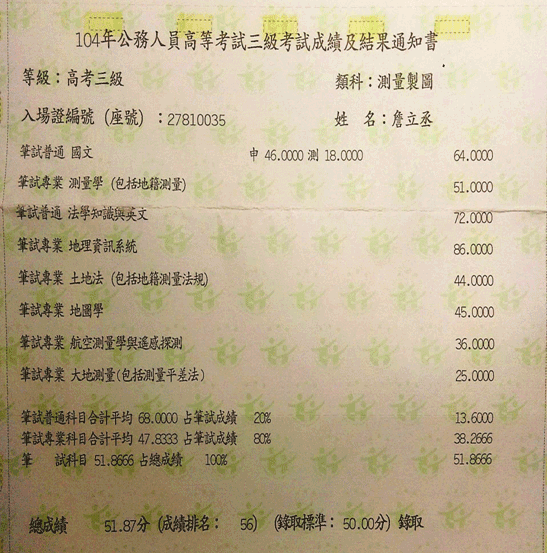 104年公務人員高等考試三級考試成績及結果通知書
等級：高考三級 類科：測量製圖
入場證編號 (座號) ：27810035 姓 名：詹立丞
筆試普通 國文 申 46.0000 測 18.0000 64.0000
筆試專業 測量學 (包括地籍測量) 51.0000
筆試普通 法學知識與英文 72.0000
筆試專業 地理資訊系統 86.0000
筆試專業 土地法 (包括地籍測量法規) 44.0000
筆試專業 地圖學 45.0000
筆試專業 航空測量學與遙感探測 36.0000
筆試專業 大地測量(包括測量平差法) 25.0000
筆試普通科目合計平均 68.0000 占筆試成績 20% 13.6000
筆試專業科目合計平均 47.8333 占筆試成績 80% 38.2666
筆 試科目 51.8666 占總成績 100% 51.8666
總成績 51.87分 (成績排名： 56) (錄取標準：50.00分) 錄取